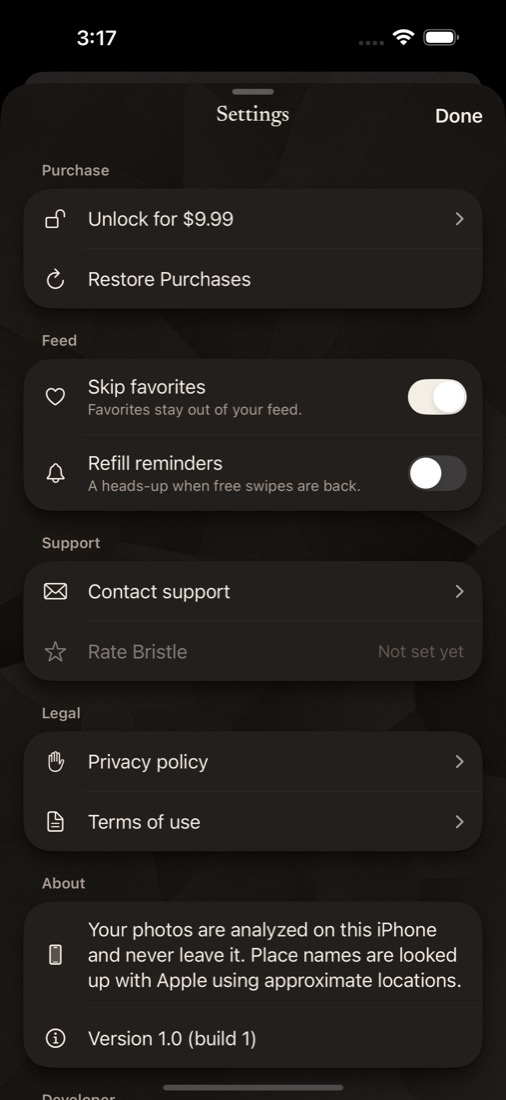 3:17
Settings
Done
Purchase
Unlock for $9.99
Restore Purchases
Feed
Skip favorites
Favorites stay out of your feed.
Refill reminders
A heads-up when free swipes are back.
Support
Contact support
Rate Bristle
Not set yet
Legal
Privacy policy
Terms of use
About
Your photos are analyzed on this iPhone
and never leave it. Place names are looked
up with Apple using approximate locations.
Version 1.0 (build 1)
Developer